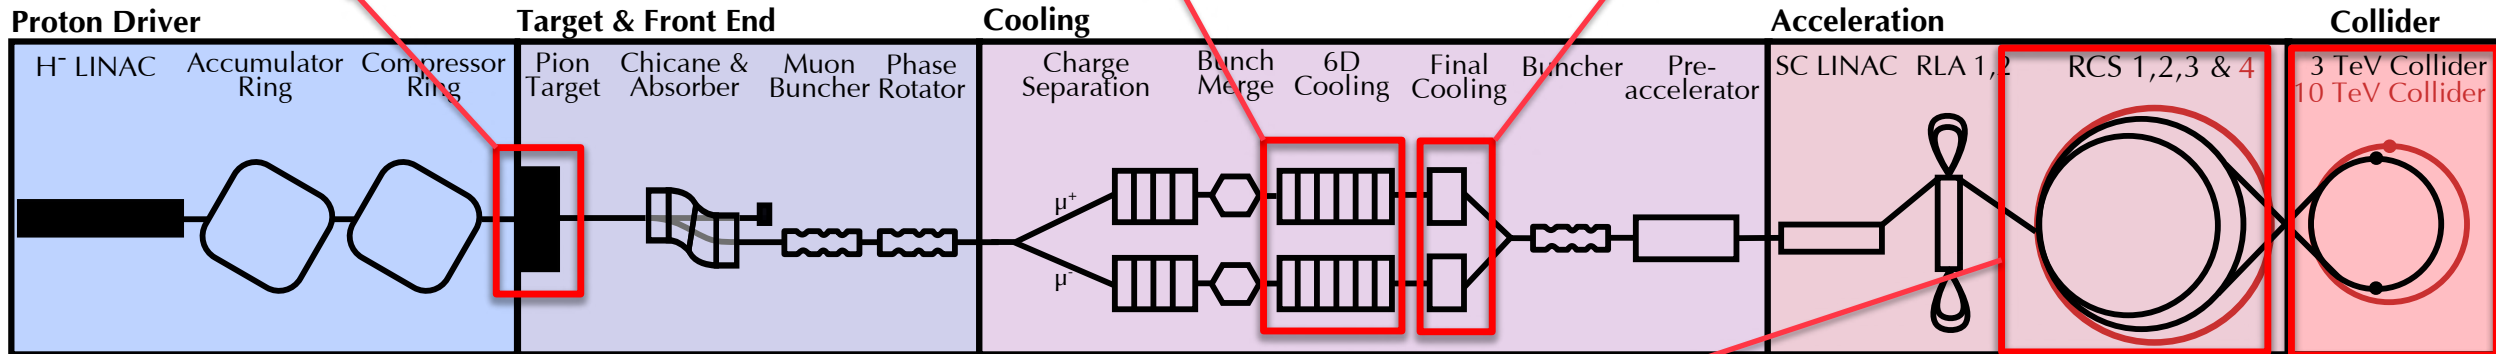 Proton Driver
Target & Front End
Cooling
Acceleration
Collider
H⁻ LINAC
Accumulator
Ring
Compressor
Ring
Pion
Target
Chicane &
Absorber
Muon
Buncher
Phase
Rotator
Charge
Separation
Bunch
Merge
6D
Cooling
Final
Cooling
Buncher
Pre-
accelerator
SC LINAC
RLA 1,2
RCS 1,2,3 & 4
3 TeV Collider
10 TeV Collider
μ⁺
μ⁻